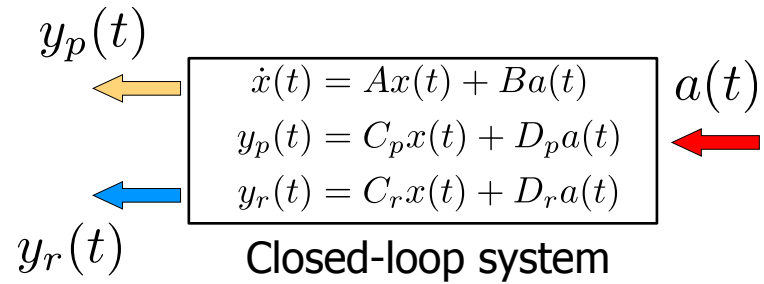 y_p(t)
ẋ(t) = Ax(t) + Ba(t)
a(t)
y_p(t) = C_p x(t) + D_p a(t)
y_r(t) = C_r x(t) + D_r a(t)
y_r(t)
Closed-loop system